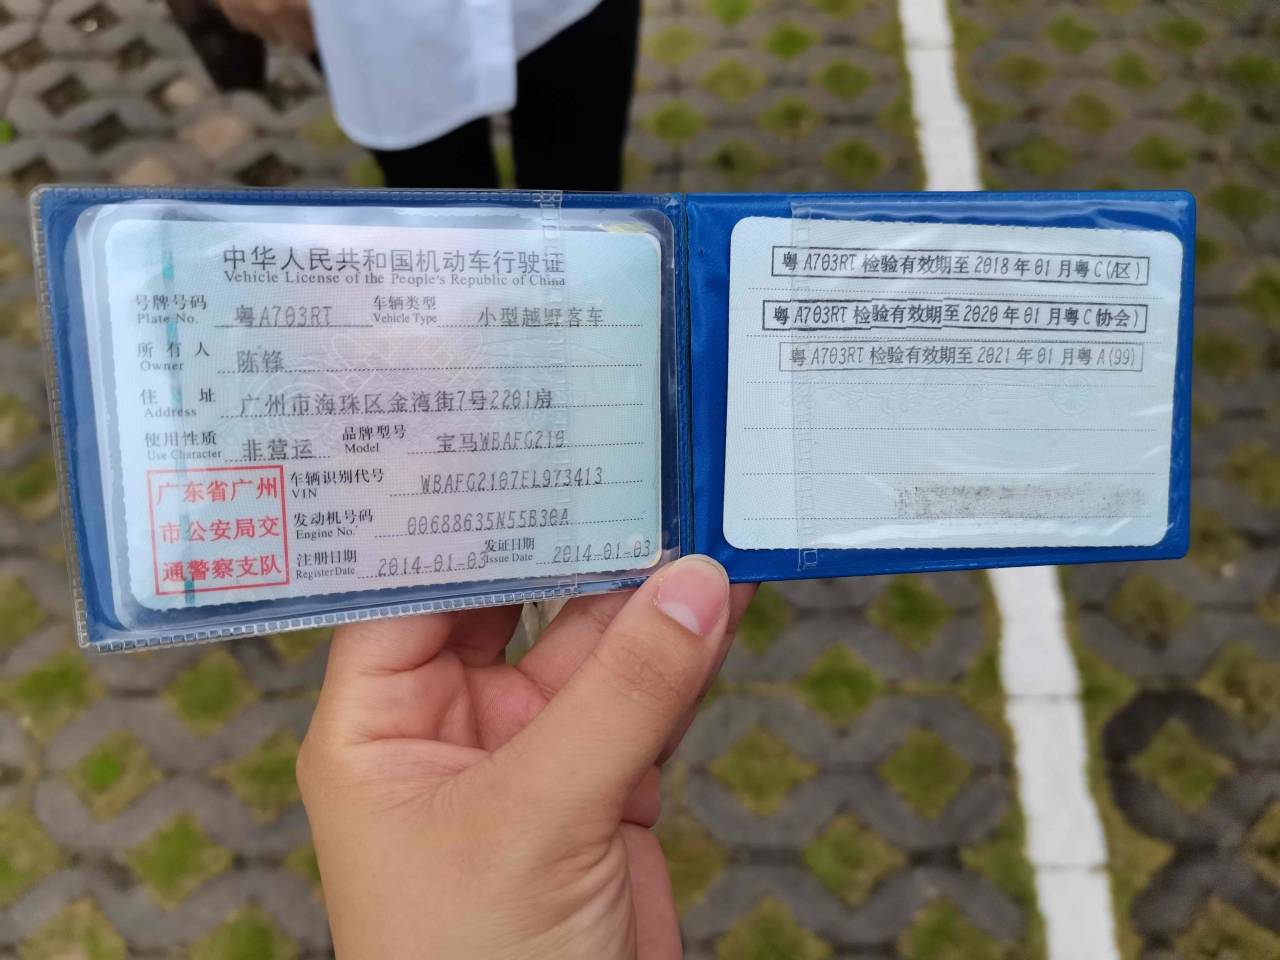 中华人民共和国机动车行驶证
Vehicle License of the People's Republic of China
号牌号码 粤A703RT 车辆类型 小型越野客车
Plate No. Vehicle Type
所有人 陈锋
Owner
住址 广州市海珠区金湾街7号2201房
Address
使用性质 非营运 品牌型号 宝马WBAFG210
Use Character Model
广东省广州
市公安局交
通警察支队
车辆识别代号 WBAFG2107EL973413
VIN
发动机号码 00688635N55B30A
Engine No.
注册日期 2014-01-03 发证日期 2014-01-03
Register Date Issue Date
粤A703RT检验有效期至2018年01月粤C(A区)
粤A703RT检验有效期至2020年01月粤C(协会)
粤A703RT检验有效期至2021年01月粤A(99)